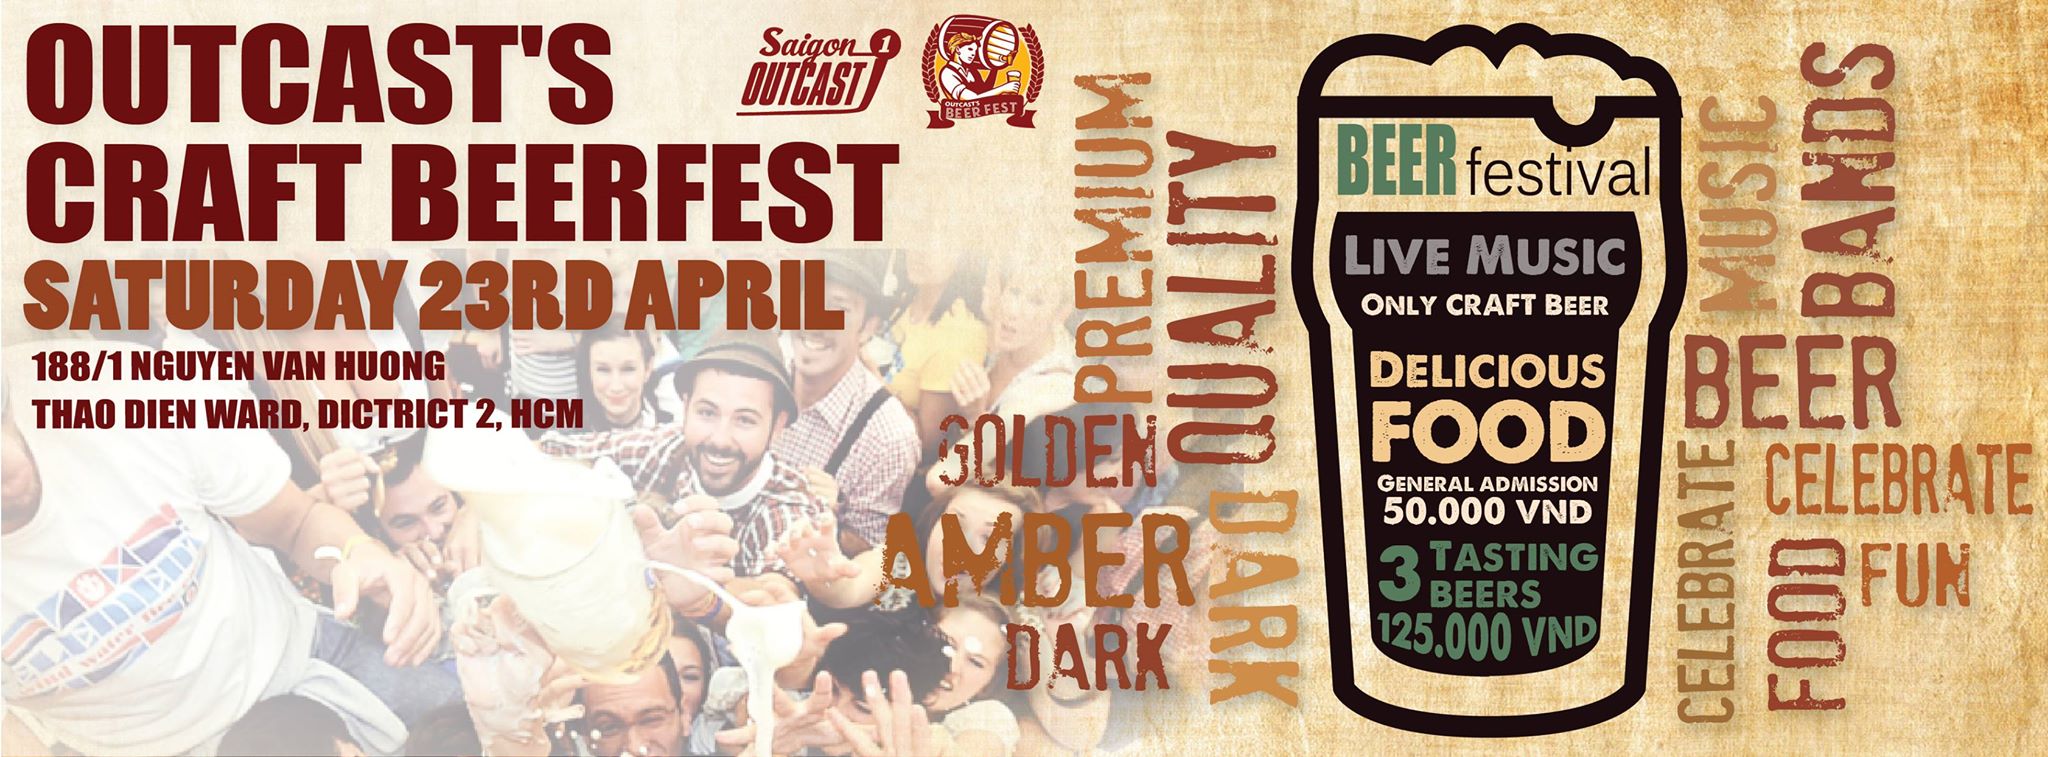 OUTCAST'S
CRAFT BEERFEST
SATURDAY 23RD APRIL
188/1 NGUYEN VAN HUONG
THAO DIEN WARD, DICTRICT 2, HCM
Saigon 1
OUTCAST
OUTCAST'S
BEER FEST
PREMIUM
QUALITY
GOLDEN
AMBER
DARK
DARK
BEER festival
LIVE MUSIC
ONLY CRAFT BEER
DELICIOUS
FOOD
GENERAL ADMISSION
50.000 VND
3 TASTING
BEERS
125.000 VND
MUSIC
BANDS
BEER
CELEBRATE
CELEBRATE
FOOD
FUN